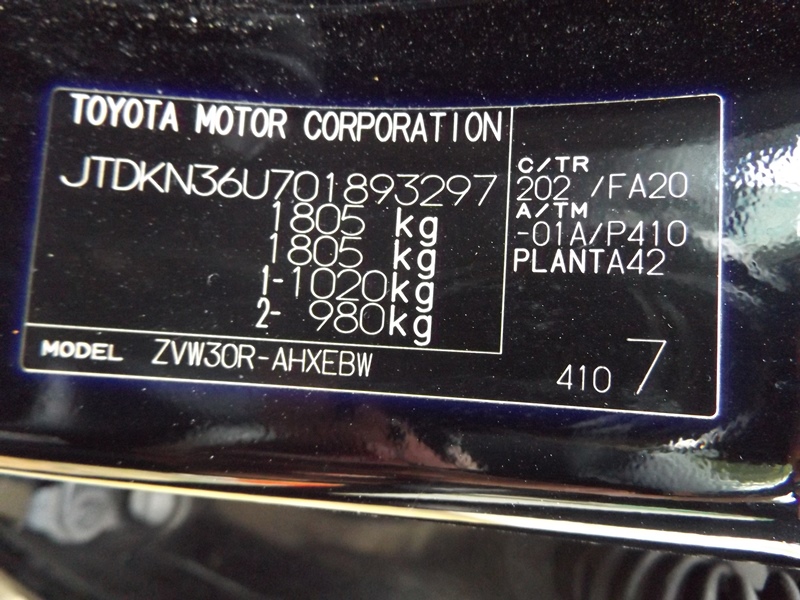 TOYOTA MOTOR CORPORATION
JTDKN36U701893297
1805 kg
1805 kg
1-1020kg
2- 980kg
C/TR
202 /FA20
A/TM
-01A/P410
PLANTA42
MODEL ZVW30R-AHXEBW
410 7